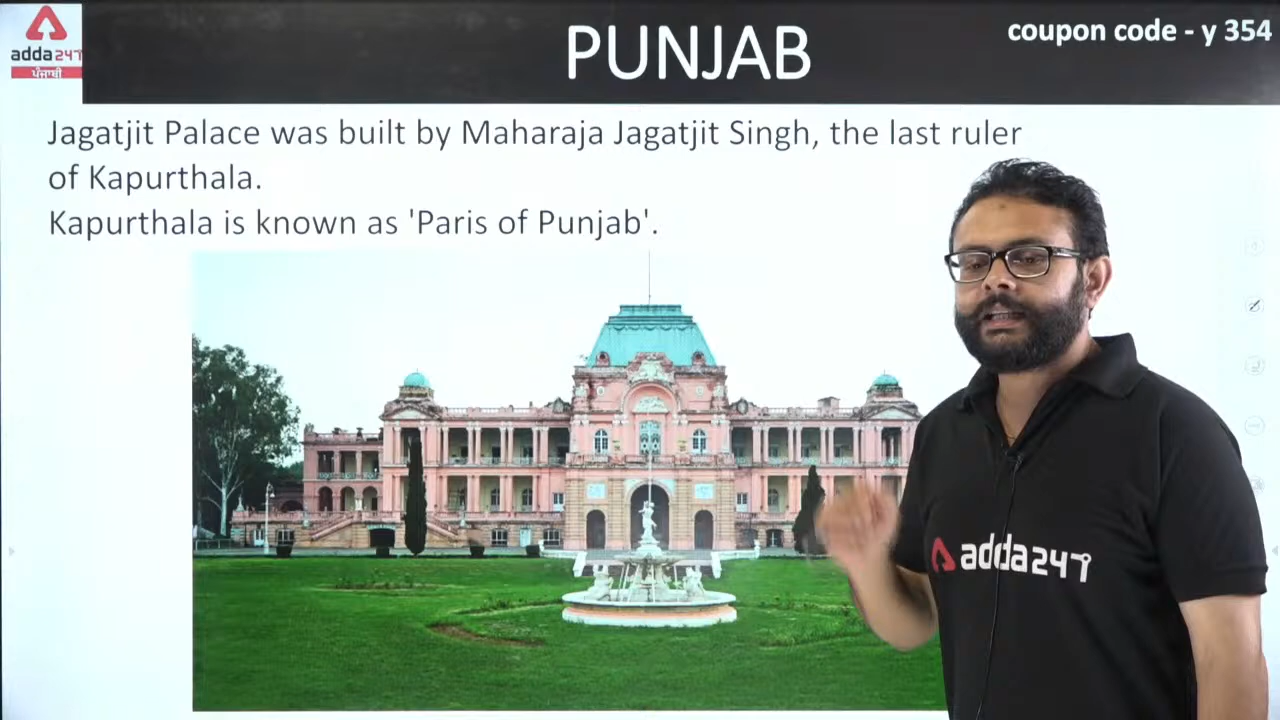 adda247
ਪੰਜਾਬੀ
PUNJAB
coupon code - y 354
Jagatjit Palace was built by Maharaja Jagatjit Singh, the last ruler
of Kapurthala.
Kapurthala is known as 'Paris of Punjab'.
adda247